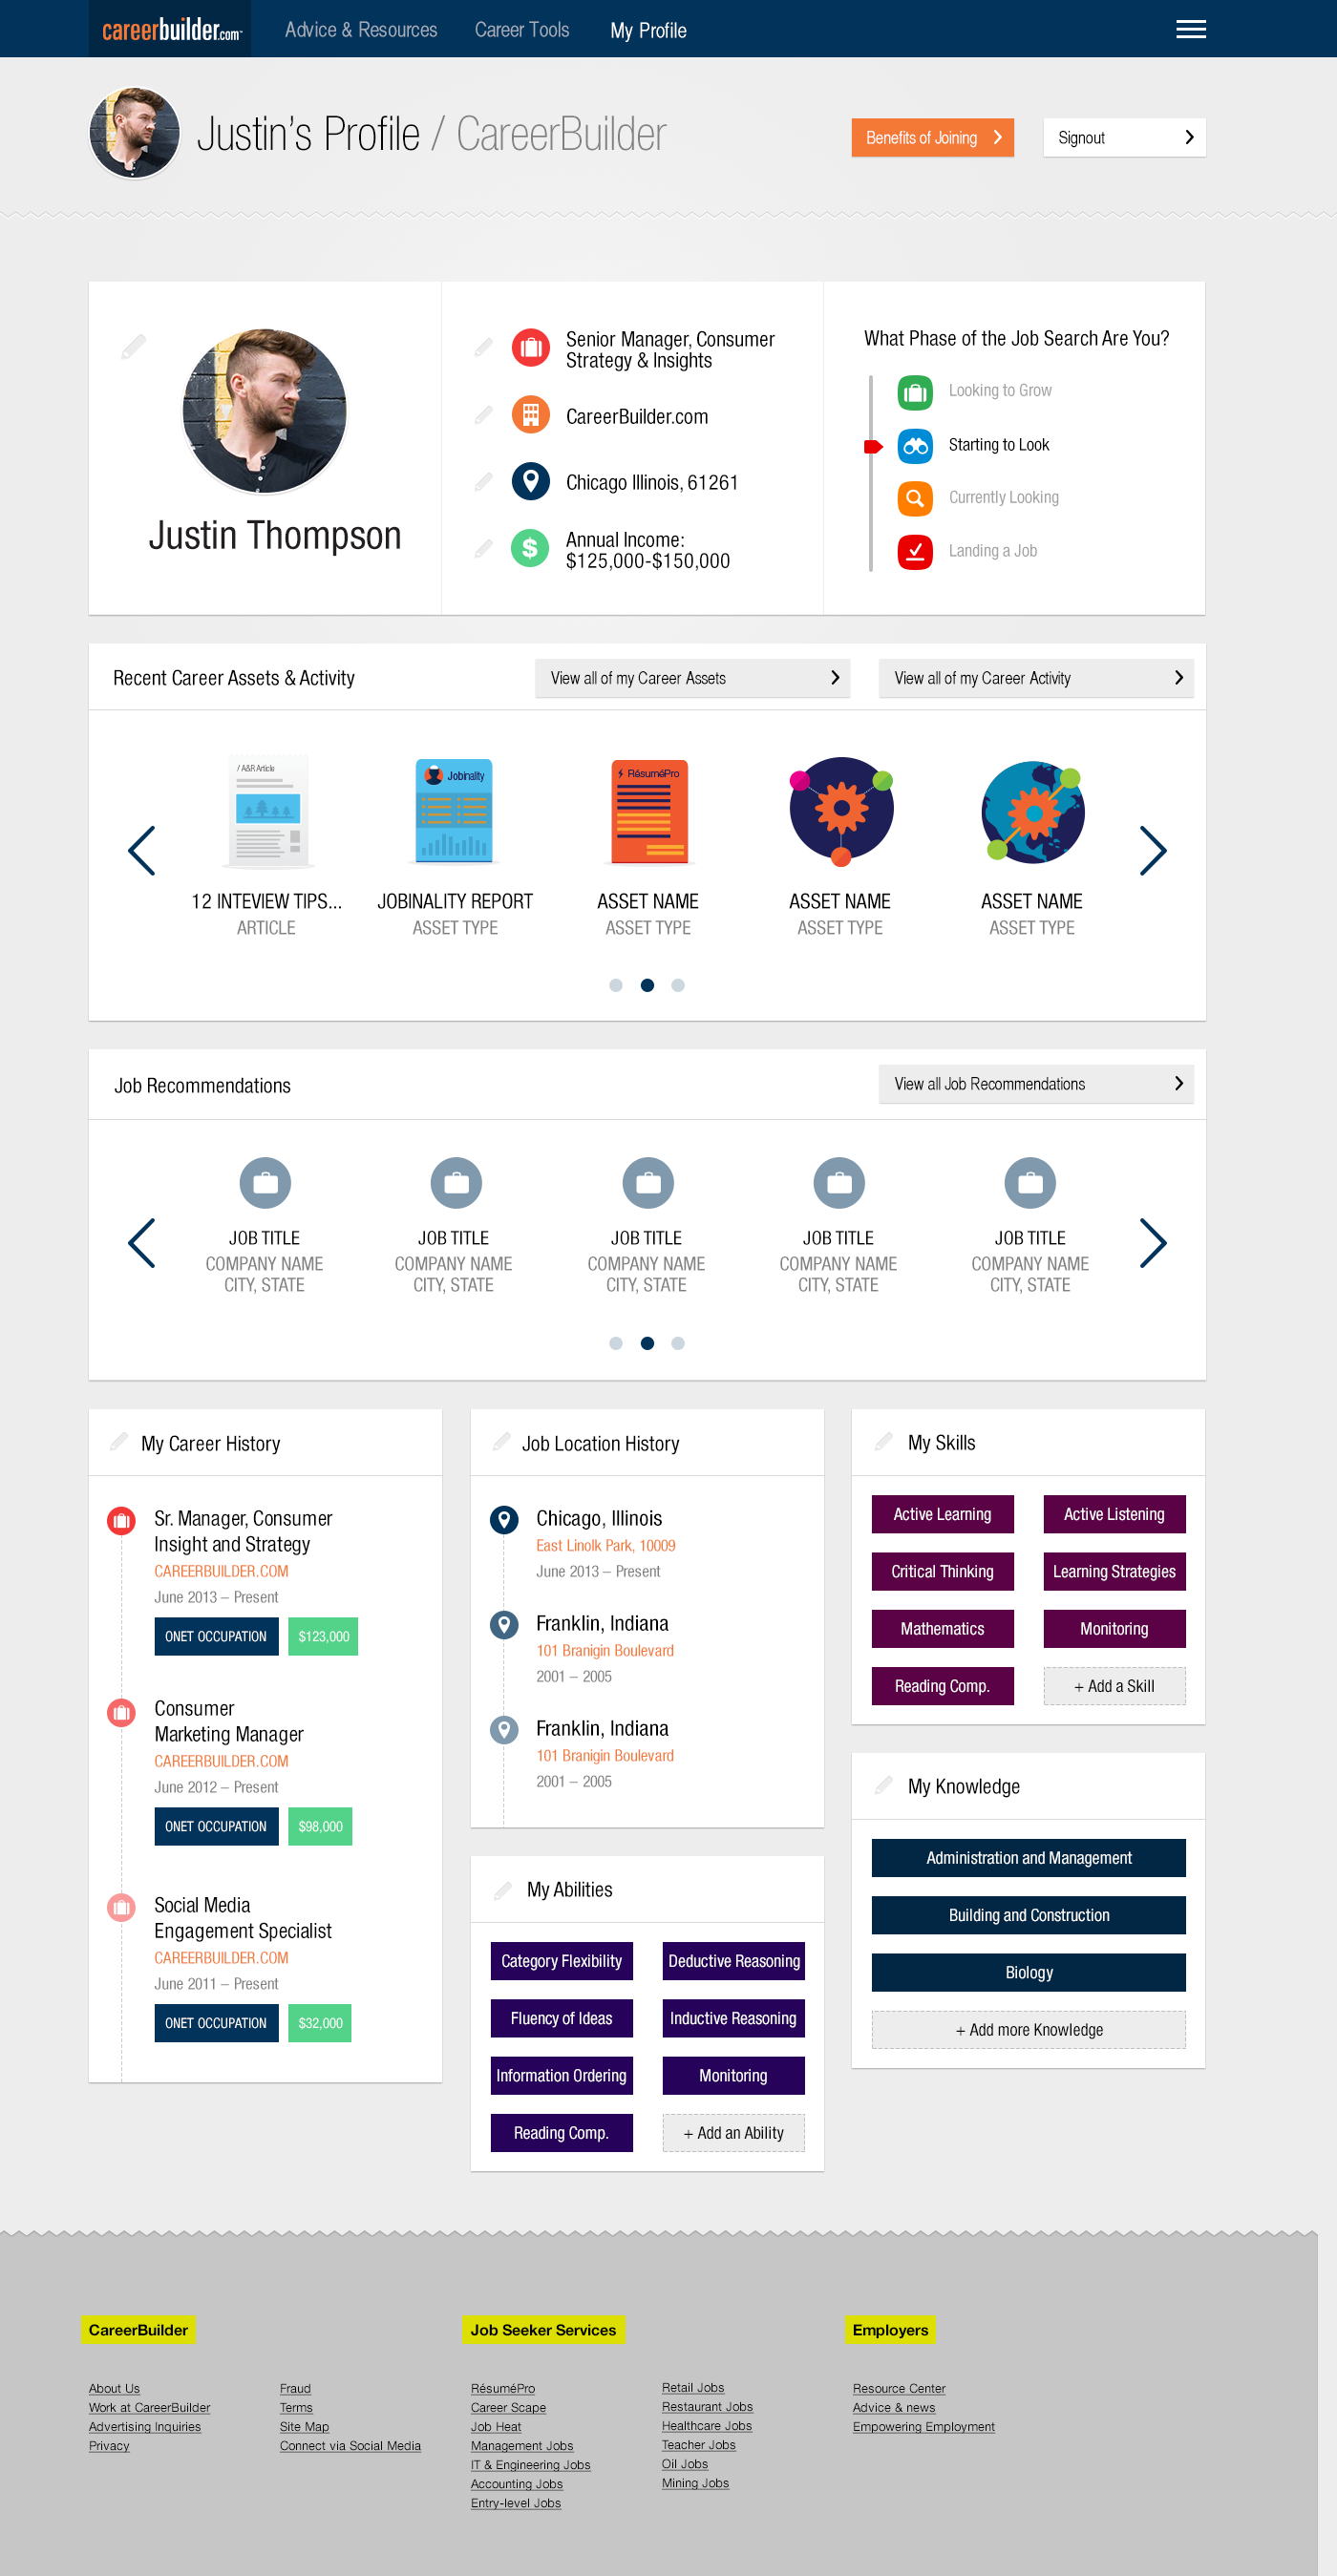 careerbuilder.com
Advice & Resources
Career Tools
My Profile
Justin's Profile / CareerBuilder
Benefits of Joining
Signout
Justin Thompson
Senior Manager, Consumer
Strategy & Insights
CareerBuilder.com
Chicago Illinois, 61261
$
Annual Income:
$125,000-$150,000
What Phase of the Job Search Are You?
Looking to Grow
Starting to Look
Currently Looking
Landing a Job
Recent Career Assets & Activity
View all of my Career Assets
View all of my Career Activity
/ A&R Article
Jobinality
RésuméPro
12 INTEVIEW TIPS...
ARTICLE
JOBINALITY REPORT
ASSET TYPE
ASSET NAME
ASSET TYPE
ASSET NAME
ASSET TYPE
ASSET NAME
ASSET TYPE
Job Recommendations
View all Job Recommendations
JOB TITLE
COMPANY NAME
CITY, STATE
JOB TITLE
COMPANY NAME
CITY, STATE
JOB TITLE
COMPANY NAME
CITY, STATE
JOB TITLE
COMPANY NAME
CITY, STATE
JOB TITLE
COMPANY NAME
CITY, STATE
My Career History
Sr. Manager, Consumer
Insight and Strategy
CAREERBUILDER.COM
June 2013 – Present
ONET OCCUPATION
$123,000
Consumer
Marketing Manager
CAREERBUILDER.COM
June 2012 – Present
ONET OCCUPATION
$98,000
Social Media
Engagement Specialist
CAREERBUILDER.COM
June 2011 – Present
ONET OCCUPATION
$32,000
Job Location History
Chicago, Illinois
East Linolk Park, 10009
June 2013 – Present
Franklin, Indiana
101 Branigin Boulevard
2001 – 2005
Franklin, Indiana
101 Branigin Boulevard
2001 – 2005
My Abilities
Category Flexibility
Deductive Reasoning
Fluency of Ideas
Inductive Reasoning
Information Ordering
Monitoring
Reading Comp.
+ Add an Ability
My Skills
Active Learning
Active Listening
Critical Thinking
Learning Strategies
Mathematics
Monitoring
Reading Comp.
+ Add a Skill
My Knowledge
Administration and Management
Building and Construction
Biology
+ Add more Knowledge
CareerBuilder
About Us
Work at CareerBuilder
Advertising Inquiries
Privacy
Fraud
Terms
Site Map
Connect via Social Media
Job Seeker Services
RésuméPro
Career Scape
Job Heat
Management Jobs
IT & Engineering Jobs
Accounting Jobs
Entry-level Jobs
Retail Jobs
Restaurant Jobs
Healthcare Jobs
Teacher Jobs
Oil Jobs
Mining Jobs
Employers
Resource Center
Advice & news
Empowering Employment